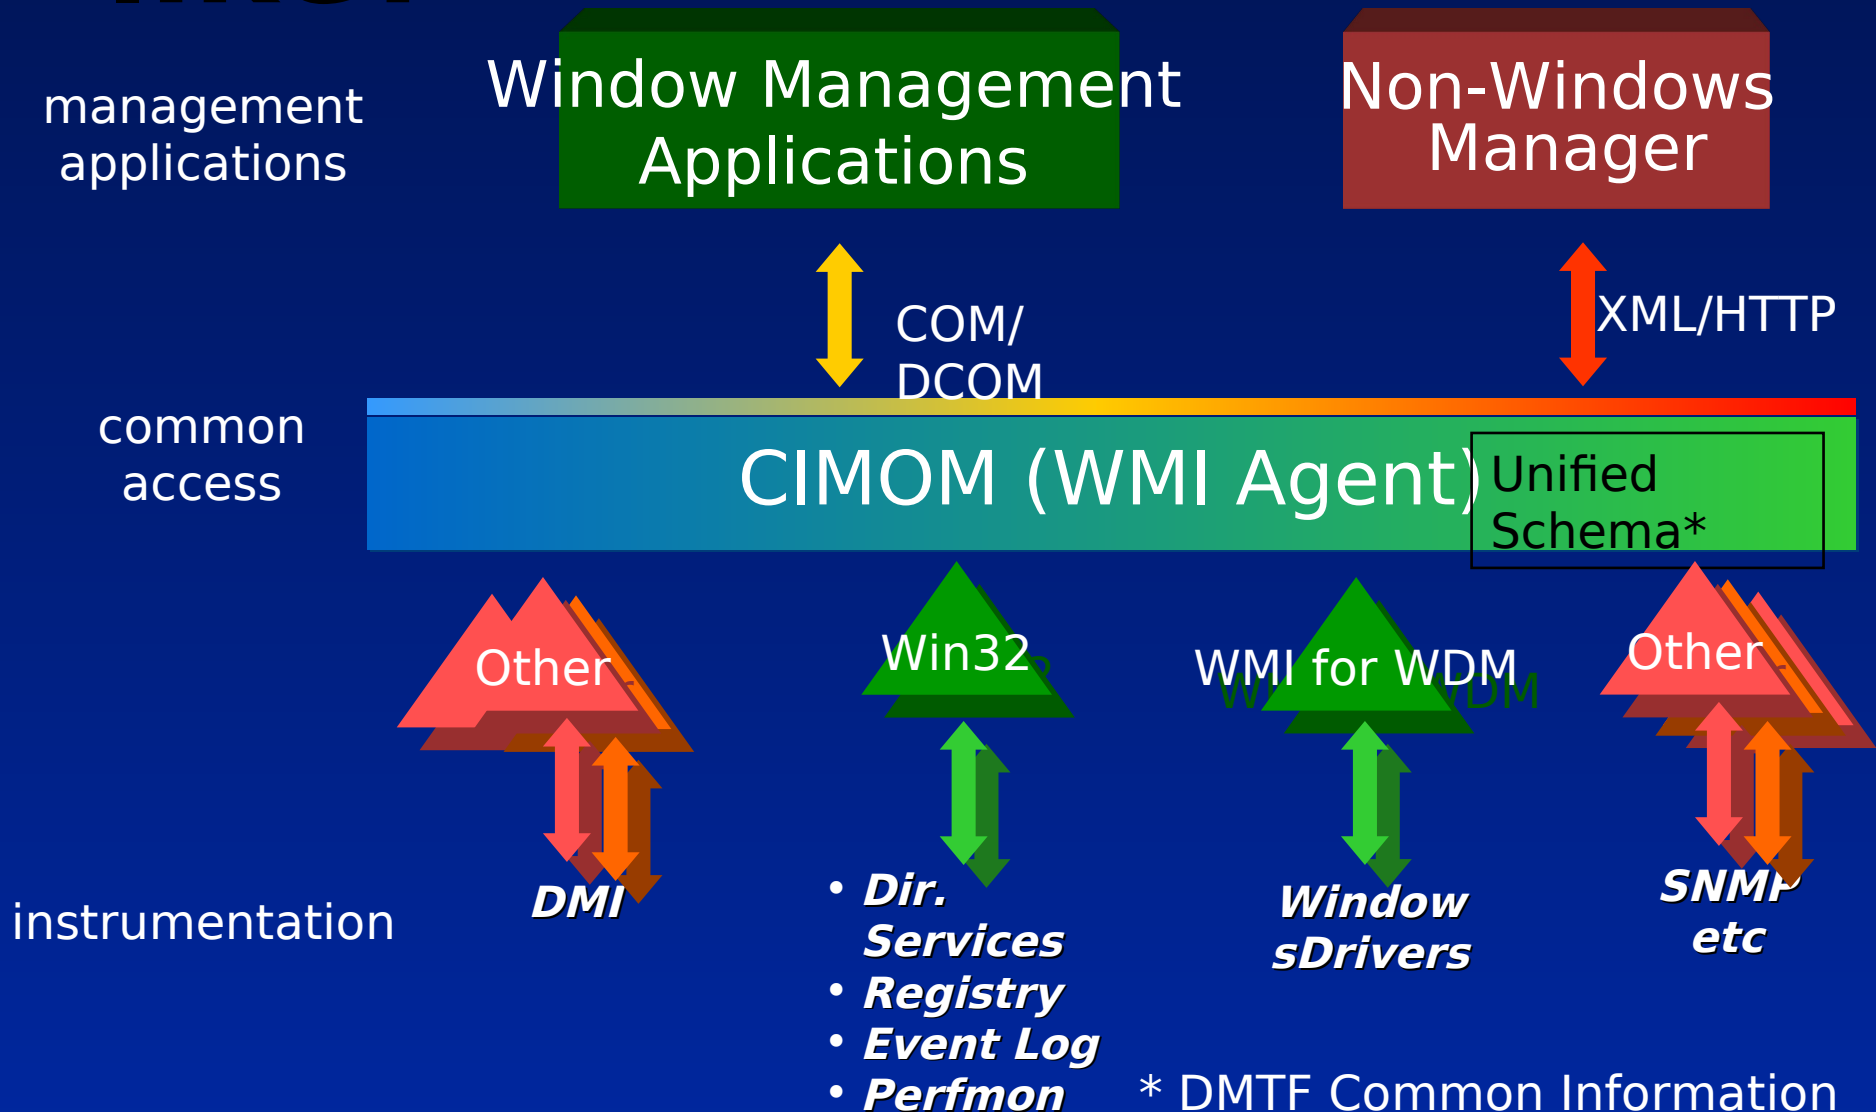 management
applications
Window Management
Applications
Non-Windows
Manager
COM/
DCOM
XML/HTTP
common
access
CIMOM (WMI Agent)
Unified
Schema*
Other
Win32
WMI for WDM
Other
instrumentation
DMI
• Dir.
Services
• Registry
• Event Log
• Perfmon
Window
sDrivers
SNMP
etc
* DMTF Common Information